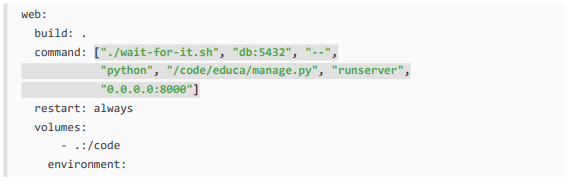 web:
  build: .
  command: ["./wait-for-it.sh", "db:5432", "--",
            "python", "/code/educa/manage.py", "runserver",
            "0.0.0.0:8000"]
  restart: always
  volumes:
      - .:/code
    environment: